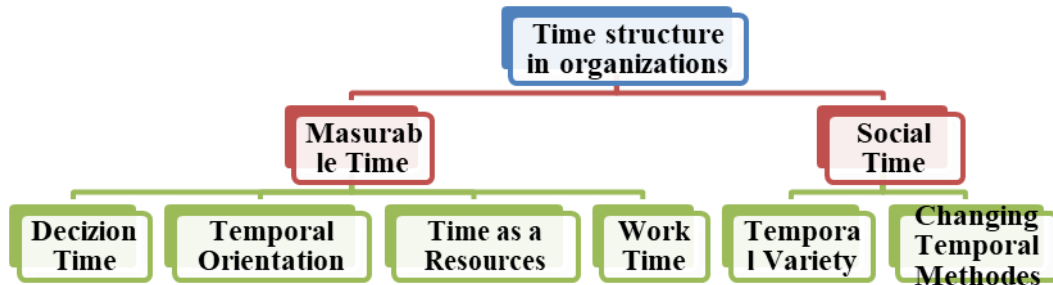 Time structure
in organizations
Masurab
le Time
Social
Time
Decizion
Time
Temporal
Orientation
Time as a
Resources
Work
Time
Tempora
l Variety
Changing
Temporal
Methodes